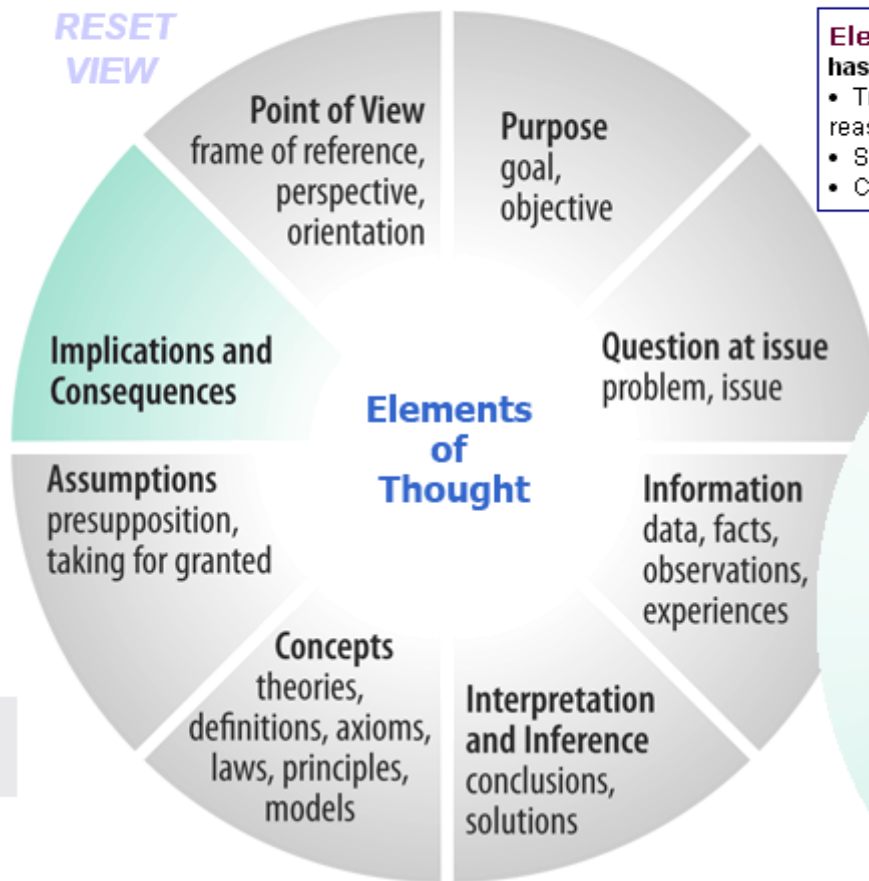 RESET
VIEW
Point of View
frame of reference,
perspective,
orientation
Purpose
goal,
objective
has
•
•
•
Question at issue
problem, issue
Implications and
Consequences
Elements
of
Thought
Information
data, facts,
observations,
experiences
Assumptions
presupposition,
taking for granted
Interpretation
and Inference
conclusions,
solutions
Concepts
theories,
definitions, axioms,
laws, principles,
models